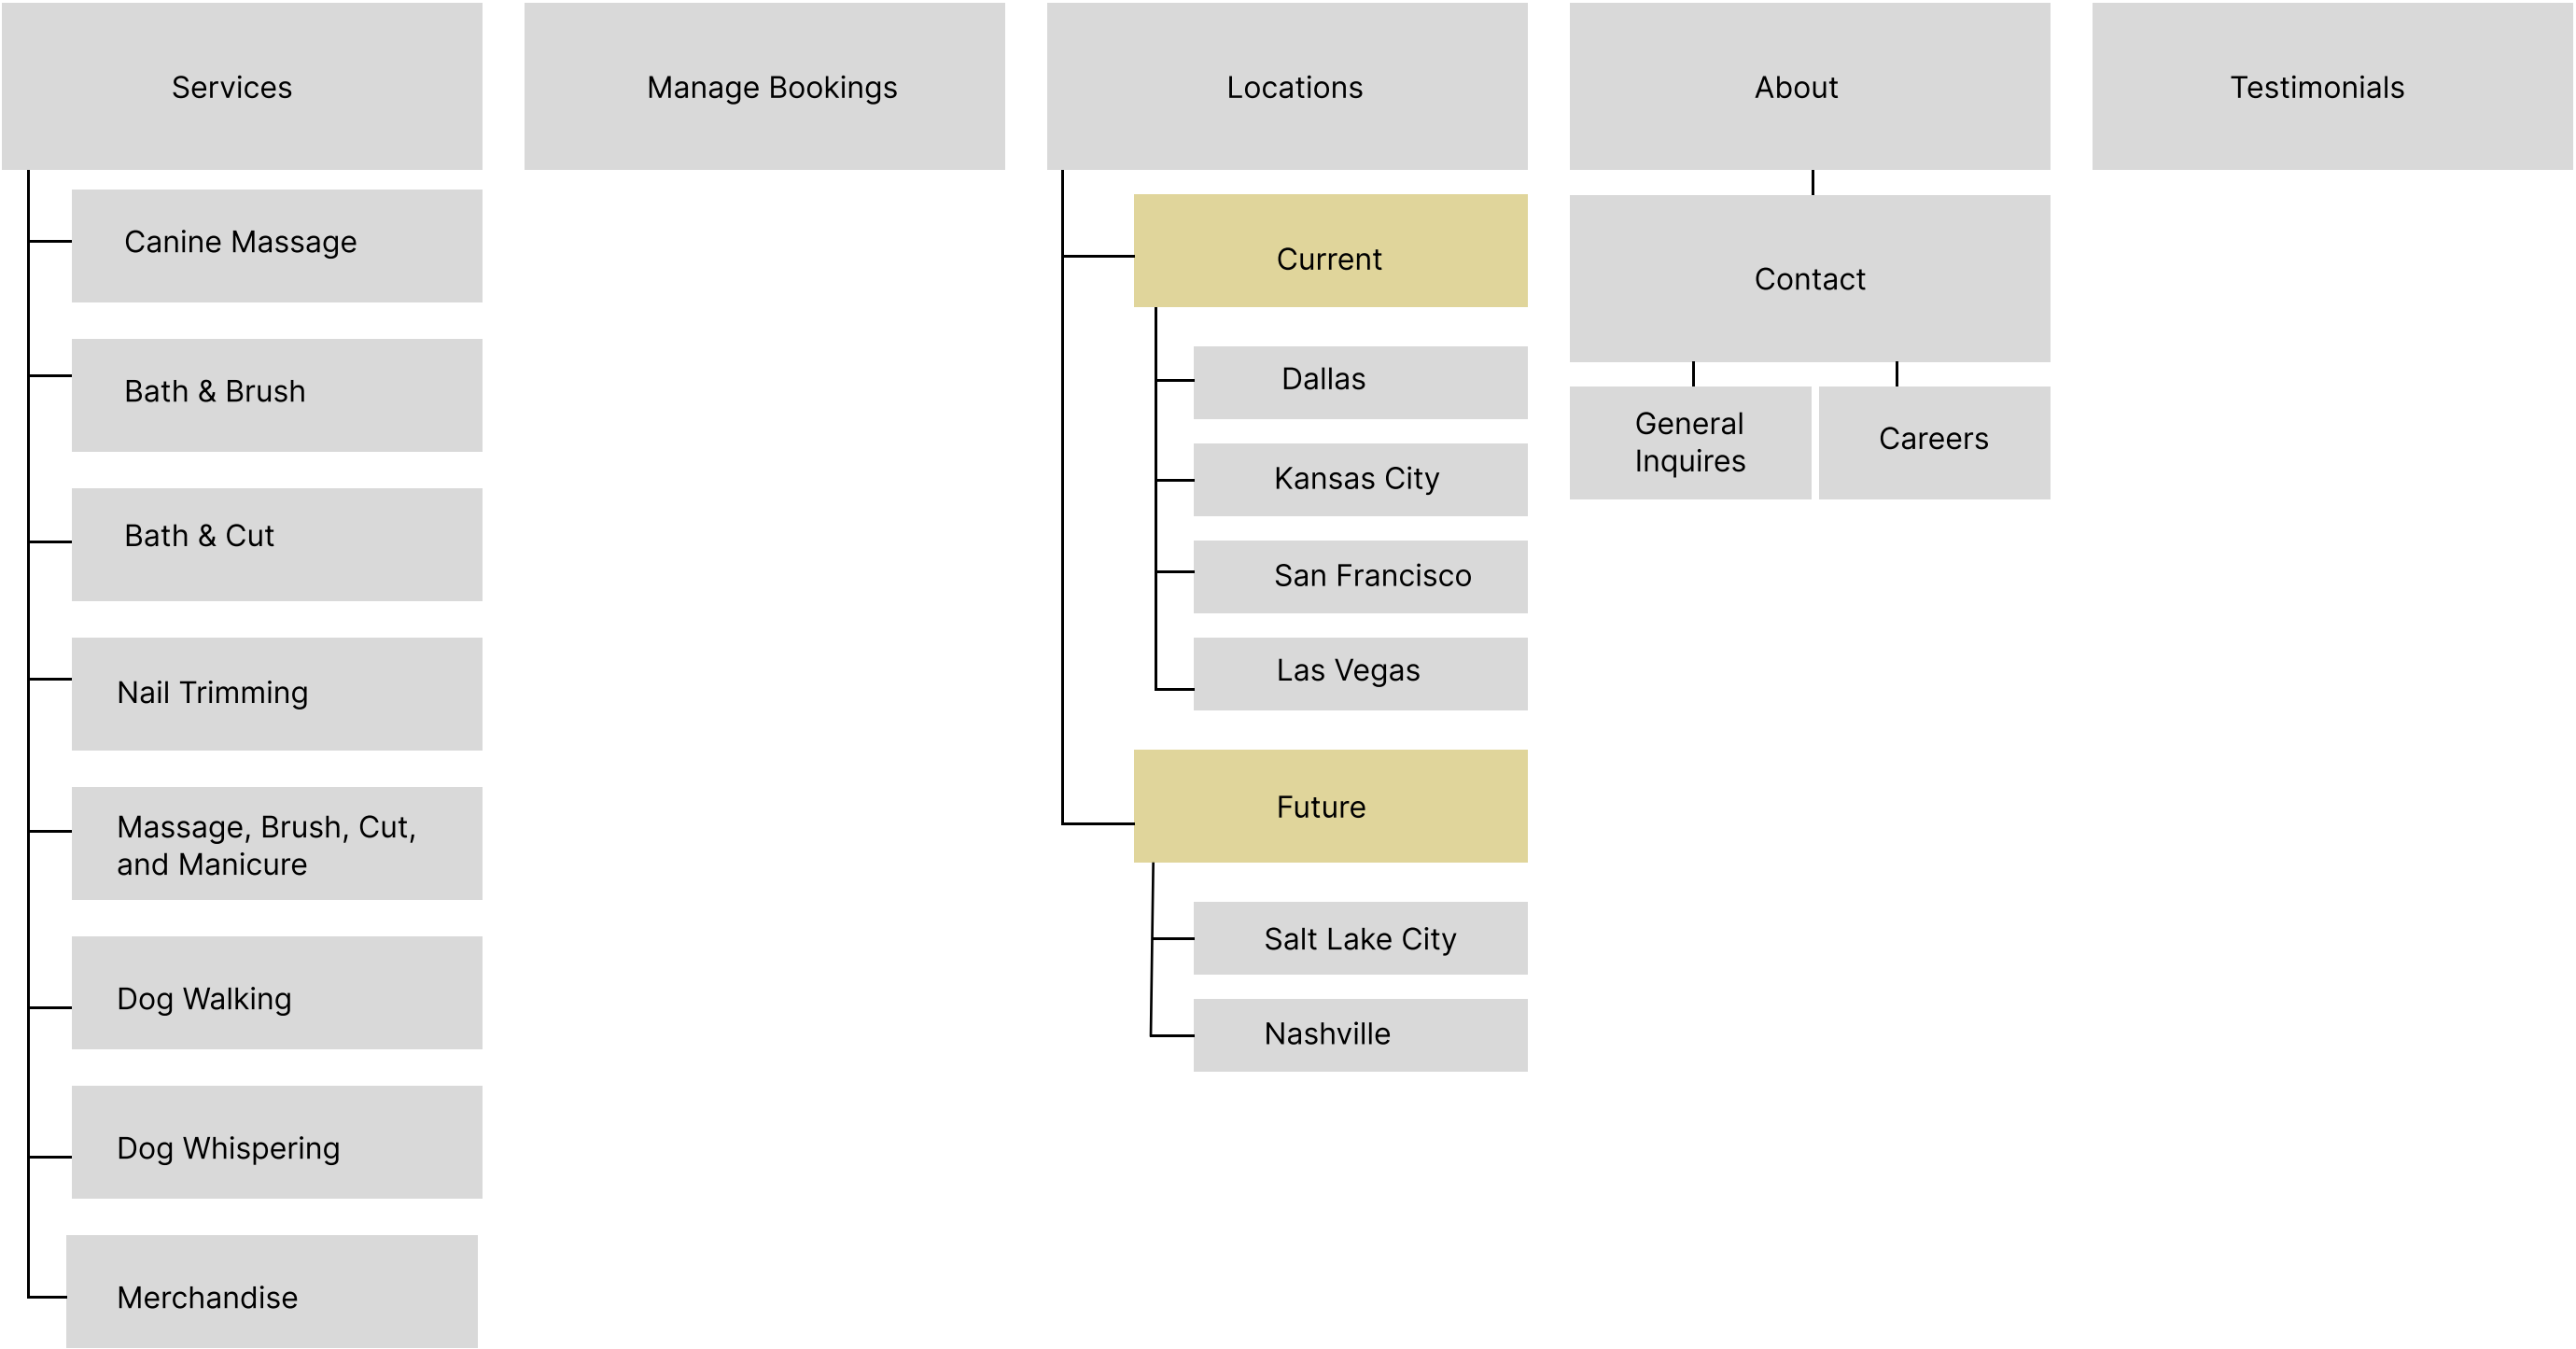 Services
Manage Bookings
Locations
About
Testimonials
Canine Massage
Bath & Brush
Bath & Cut
Nail Trimming
Massage, Brush, Cut,
and Manicure
Dog Walking
Dog Whispering
Merchandise
Current
Dallas
Kansas City
San Francisco
Las Vegas
Future
Salt Lake City
Nashville
Contact
General
Inquires
Careers